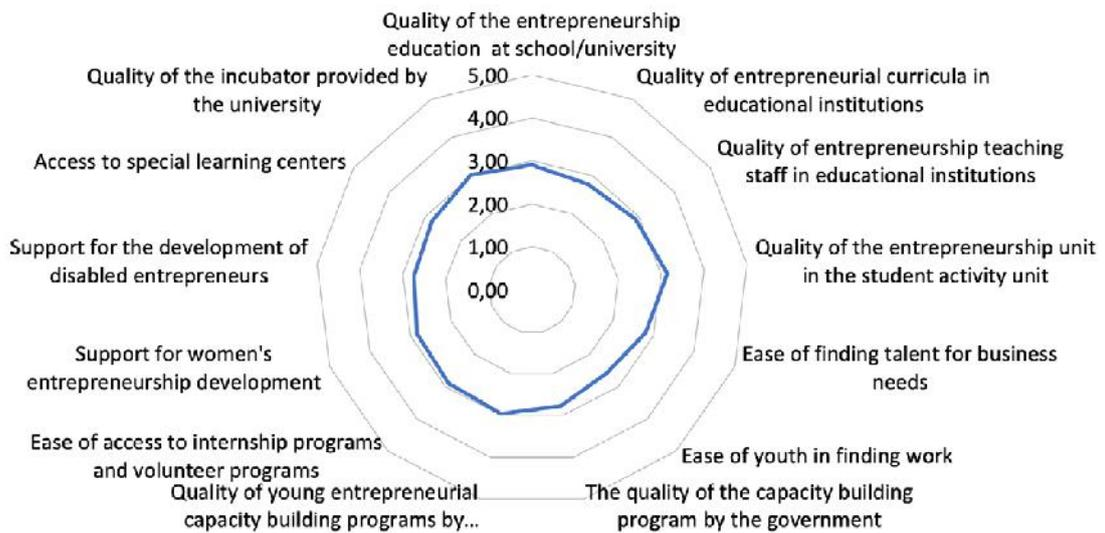 Quality of the entrepreneurship
education at school/university
Quality of the incubator provided by
the university
Quality of entrepreneurial curricula in
educational institutions
Access to special learning centers
Quality of entrepreneurship teaching
staff in educational institutions
Support for the development of
disabled entrepreneurs
Quality of the entrepreneurship unit
in the student activity unit
Support for women's
entrepreneurship development
Ease of finding talent for business
needs
Ease of access to internship programs
and volunteer programs
Ease of youth in finding work
Quality of young entrepreneurial
capacity building programs by...
The quality of the capacity building
program by the government
5,00
4,00
3,00
2,00
1,00
0,00